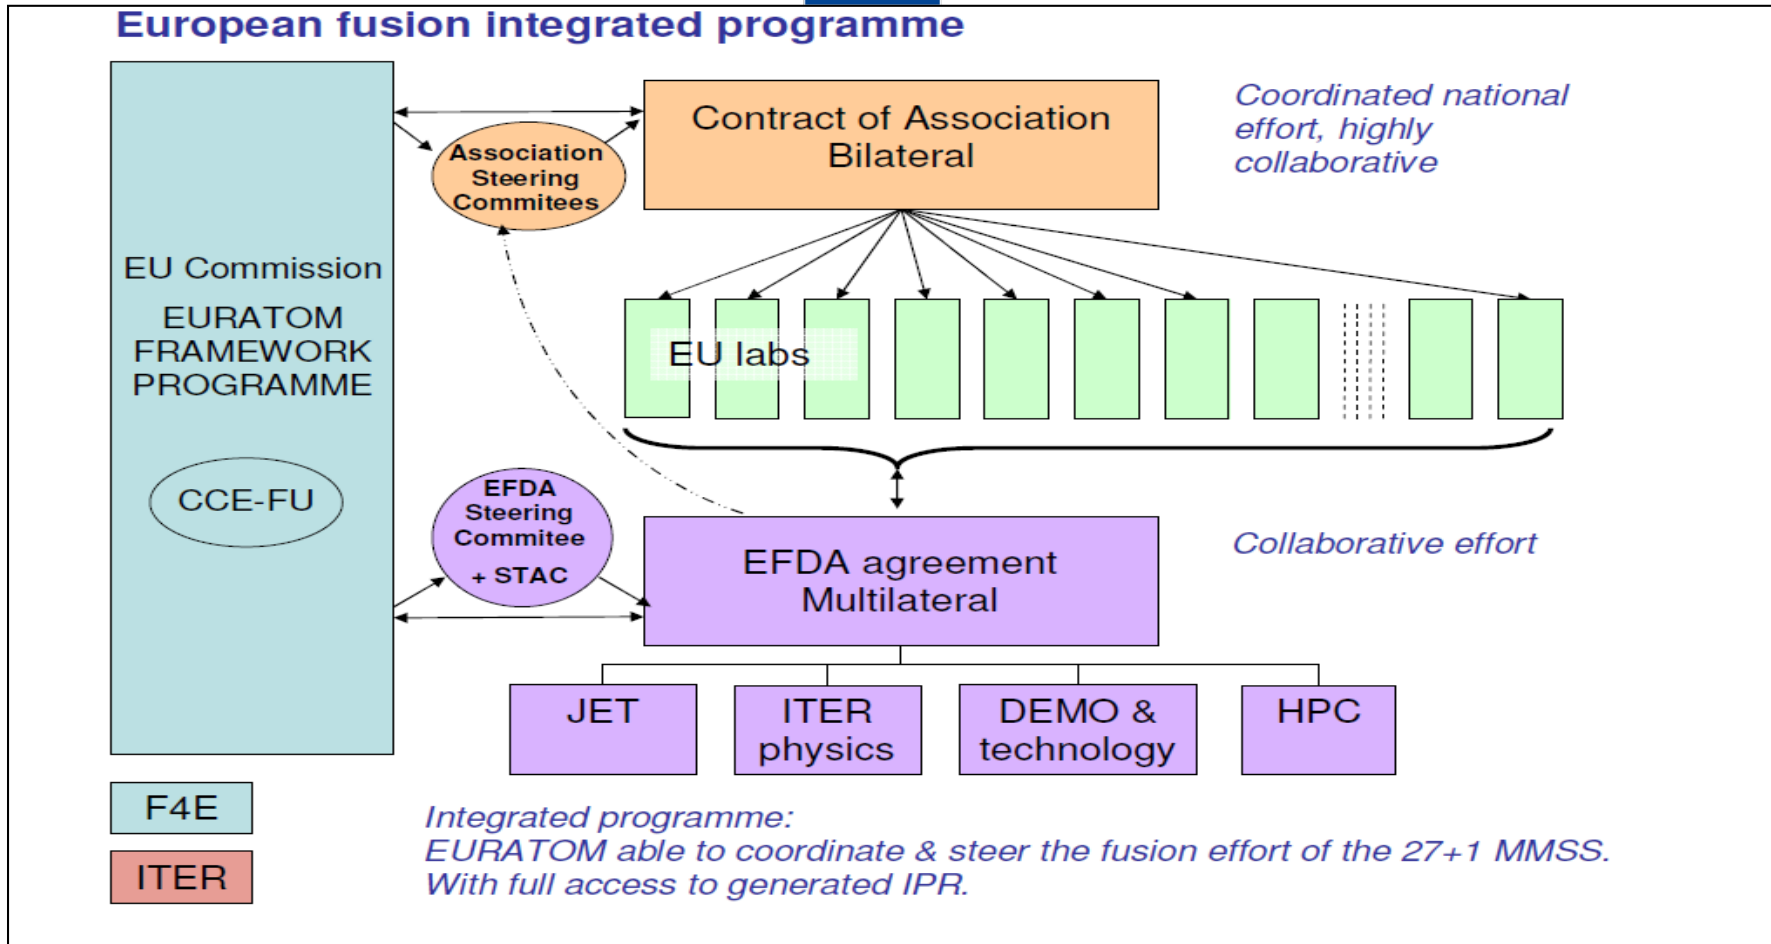 European fusion integrated programme
Contract of Association
Bilateral
Coordinated national
effort, highly
collaborative
Association
Steering
Commitees
EU Commission
EURATOM
FRAMEWORK
PROGRAMME
CCE-FU
EU labs
EFDA
Steering
Commitee
+ STAC
EFDA agreement
Multilateral
Collaborative effort
JET
ITER
physics
DEMO &
technology
HPC
F4E
ITER
Integrated programme:
EURATOM able to coordinate & steer the fusion effort of the 27+1 MMSS.
With full access to generated IPR.